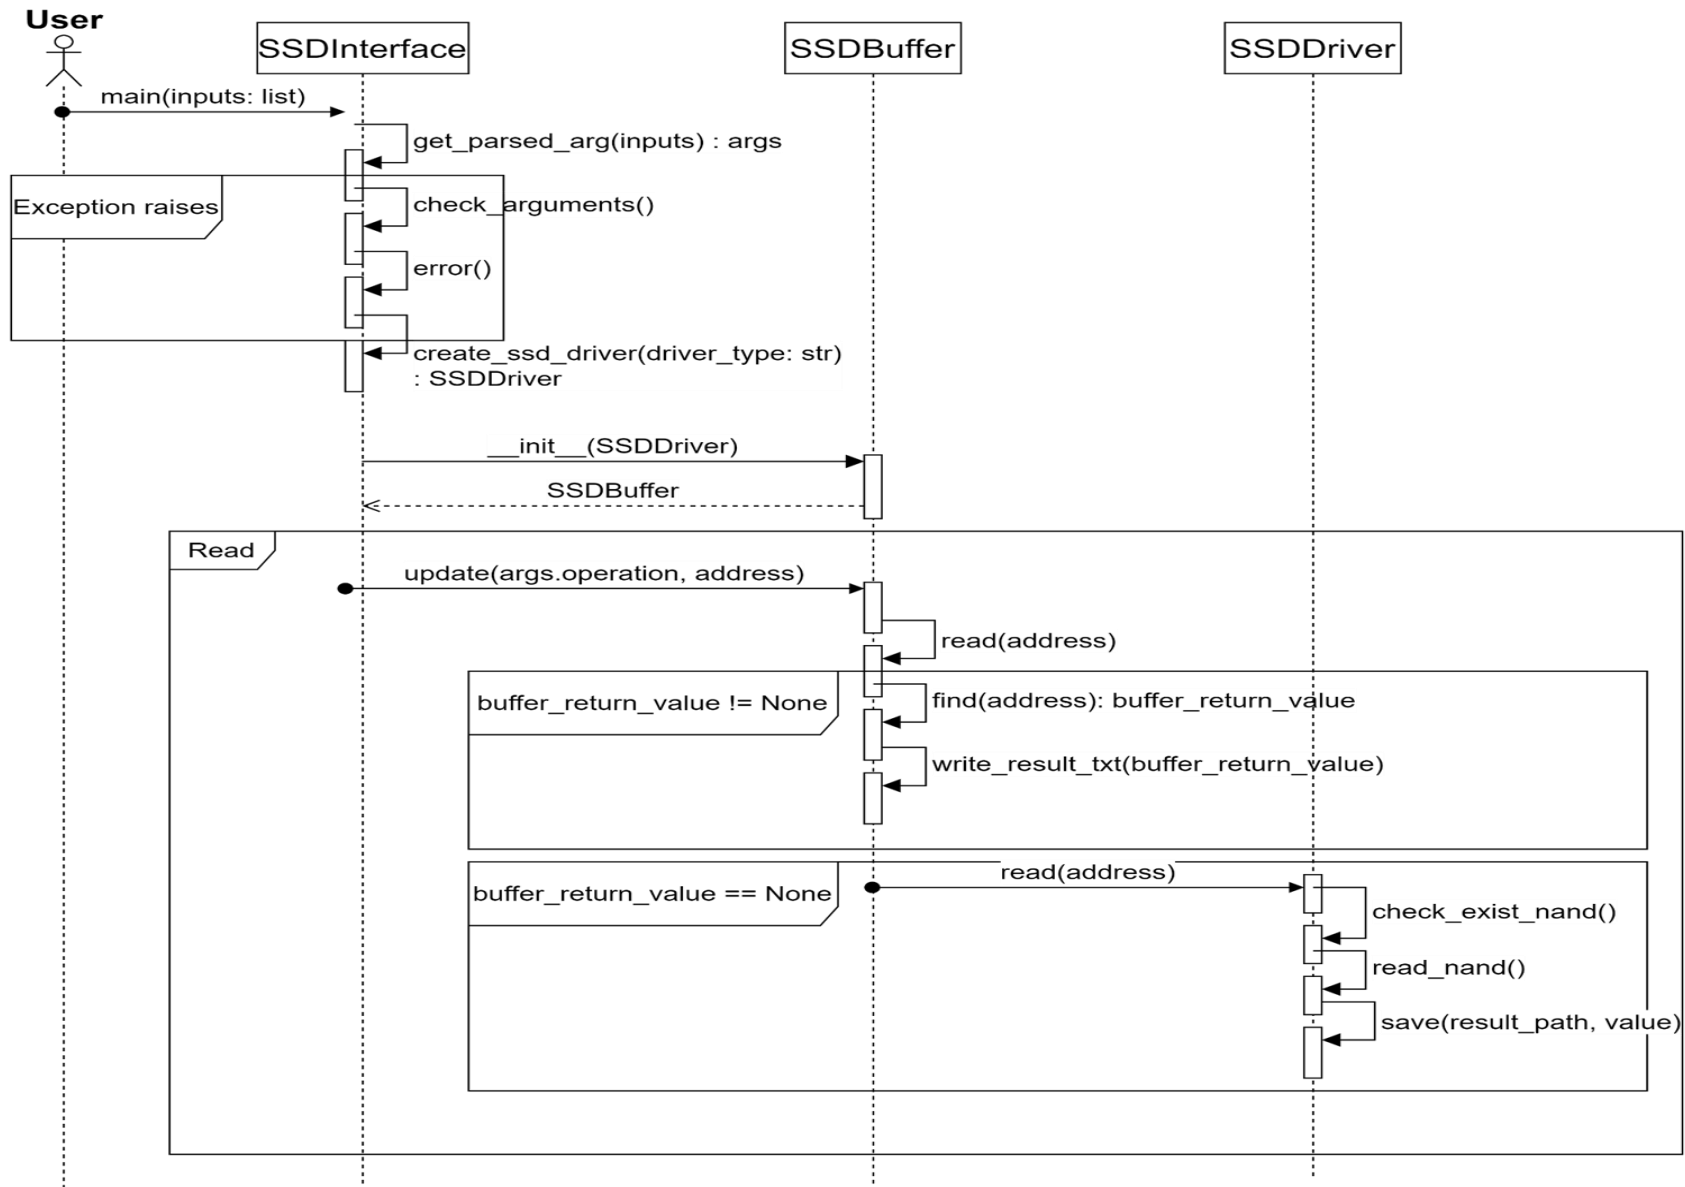 User
SSDInterface
SSDBuffer
SSDDriver
main(inputs: list)
get_parsed_arg(inputs) : args
Exception raises
check_arguments()
error()
create_ssd_driver(driver_type: str)
: SSDDriver
__init__(SSDDriver)
SSDBuffer
Read
update(args.operation, address)
read(address)
buffer_return_value != None
find(address): buffer_return_value
write_result_txt(buffer_return_value)
read(address)
buffer_return_value == None
check_exist_nand()
read_nand()
save(result_path, value)